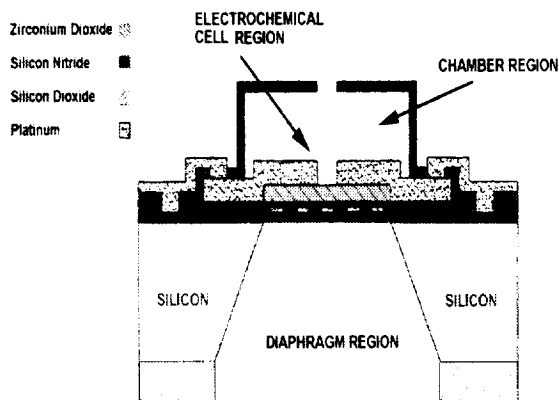 Zirconium Dioxide
Silicon Nitride
Silicon Dioxide
Platinum
ELECTROCHEMICAL
CELL REGION
CHAMBER REGION
SILICON
SILICON
DIAPHRAGM REGION